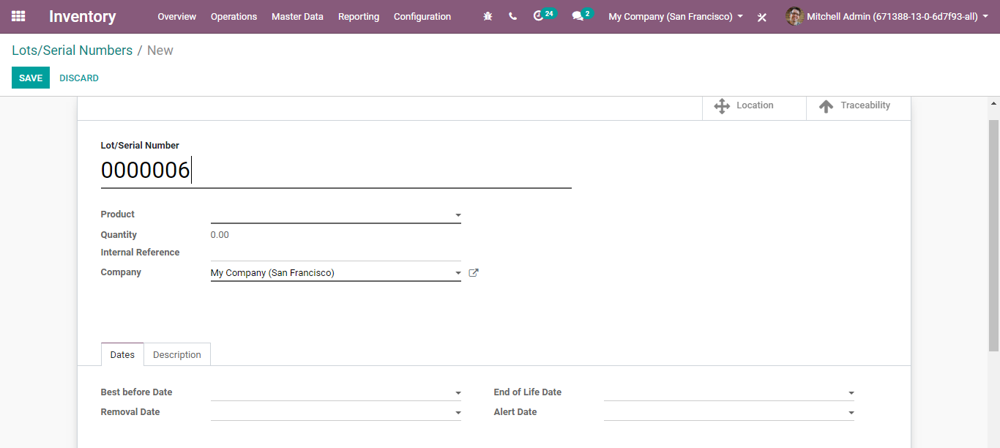 Inventory Overview Operations Master Data Reporting Configuration 24 2 My Company (San Francisco) Mitchell Admin (671388-13-0-6d7f93-all)
Lots/Serial Numbers / New
SAVE DISCARD
Location Traceability
Lot/Serial Number
0000006
Product
Quantity 0.00
Internal Reference
Company My Company (San Francisco)
Dates Description
Best before Date End of Life Date
Removal Date Alert Date